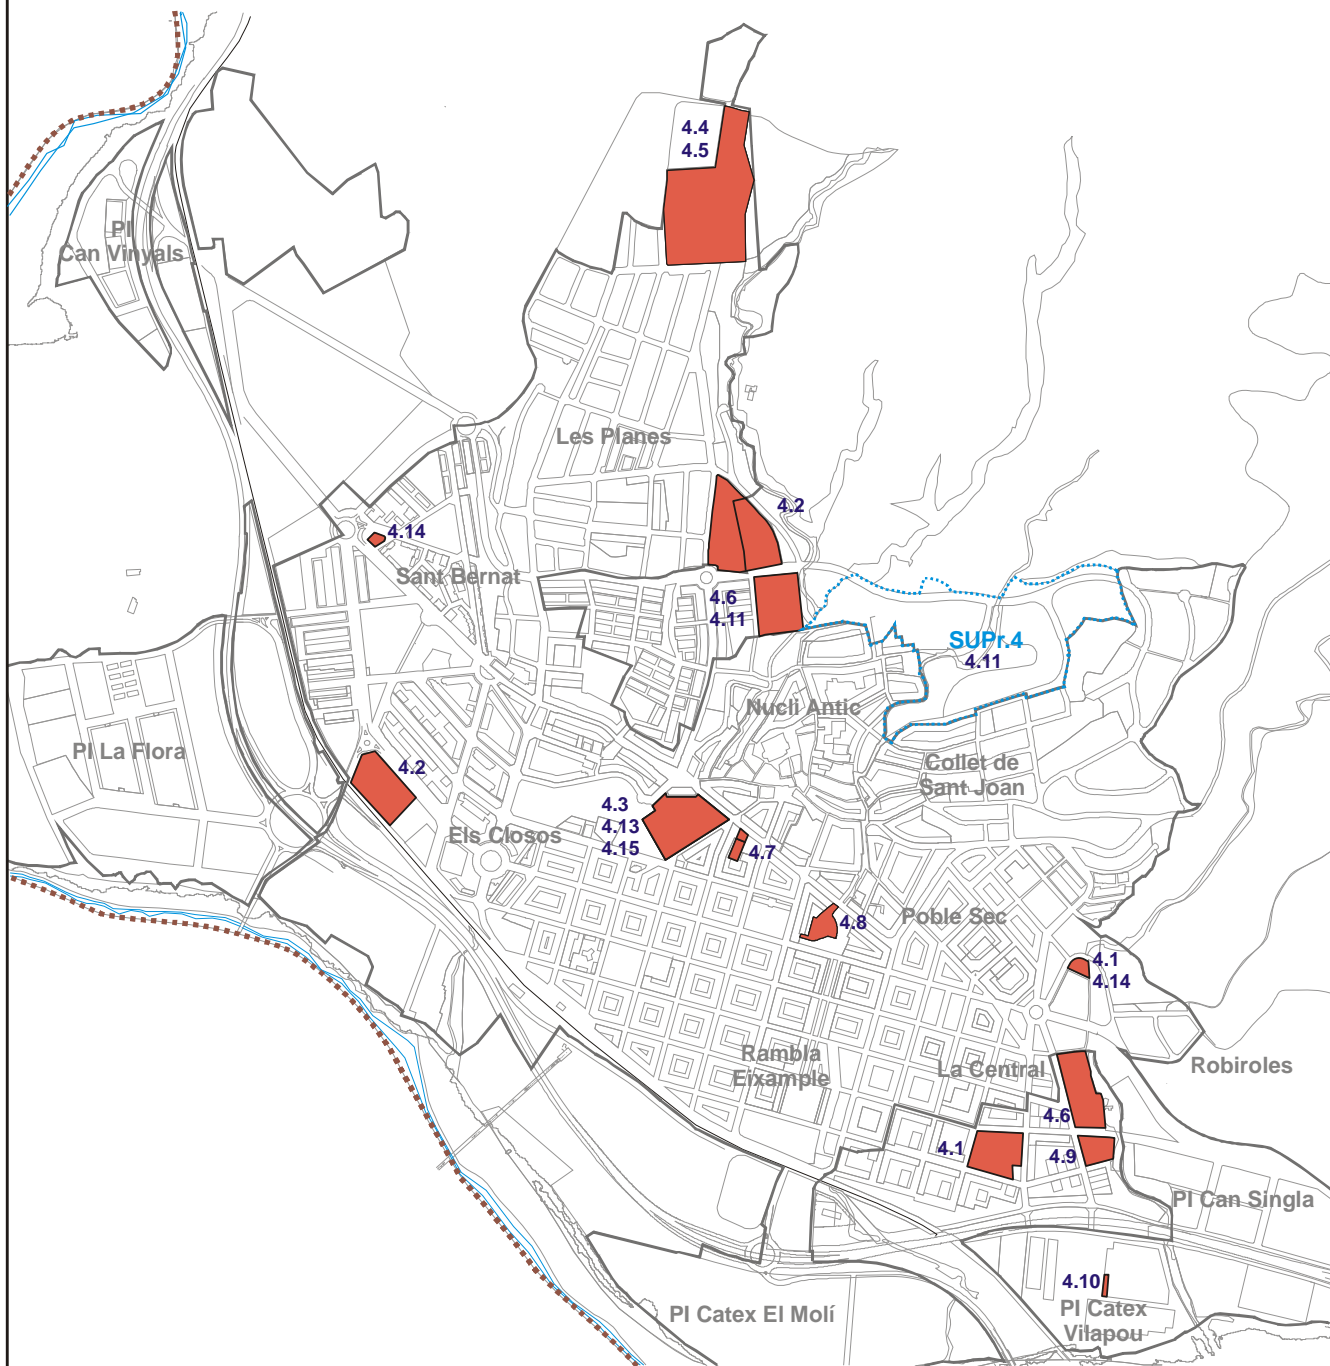 4.4
4.5
PI
Can Vinyals
Les Planes
4.2
4.14
Sant Bernat
4.6
4.11
SUPr.4
4.11
Nucli Antic
PI La Flora
4.2
Collet de
Sant Joan
4.3
4.13
4.15
Els Closos
4.7
4.8
Poble Sec
4.1
4.14
Rambla
Eixample
La Central
Robiroles
4.6
4.1
4.9
PI Can Singla
4.10
PI Catex El Molí
PI Catex
Vilapou